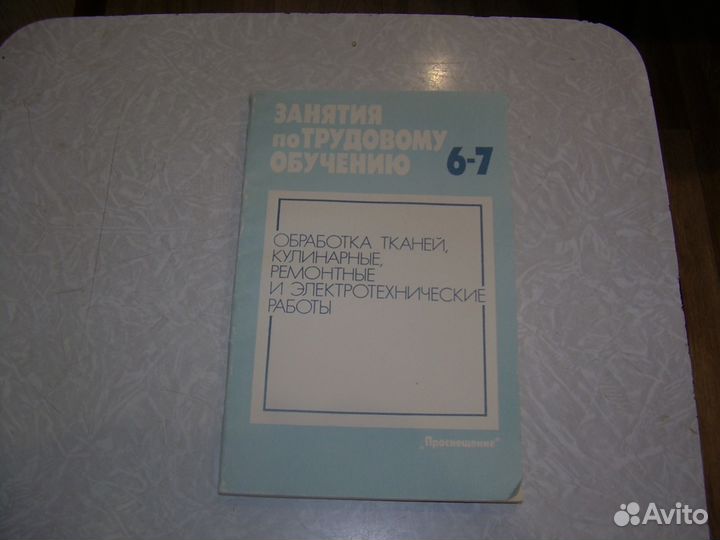 ЗАНЯТИЯ
по ТРУДОВОМУ
ОБУЧЕНИЮ 6-7
ОБРАБОТКА ТКАНЕЙ,
КУЛИНАРНЫЕ,
РЕМОНТНЫЕ
И ЭЛЕКТРОТЕХНИЧЕСКИЕ
РАБОТЫ
„Просвещение"
Avito